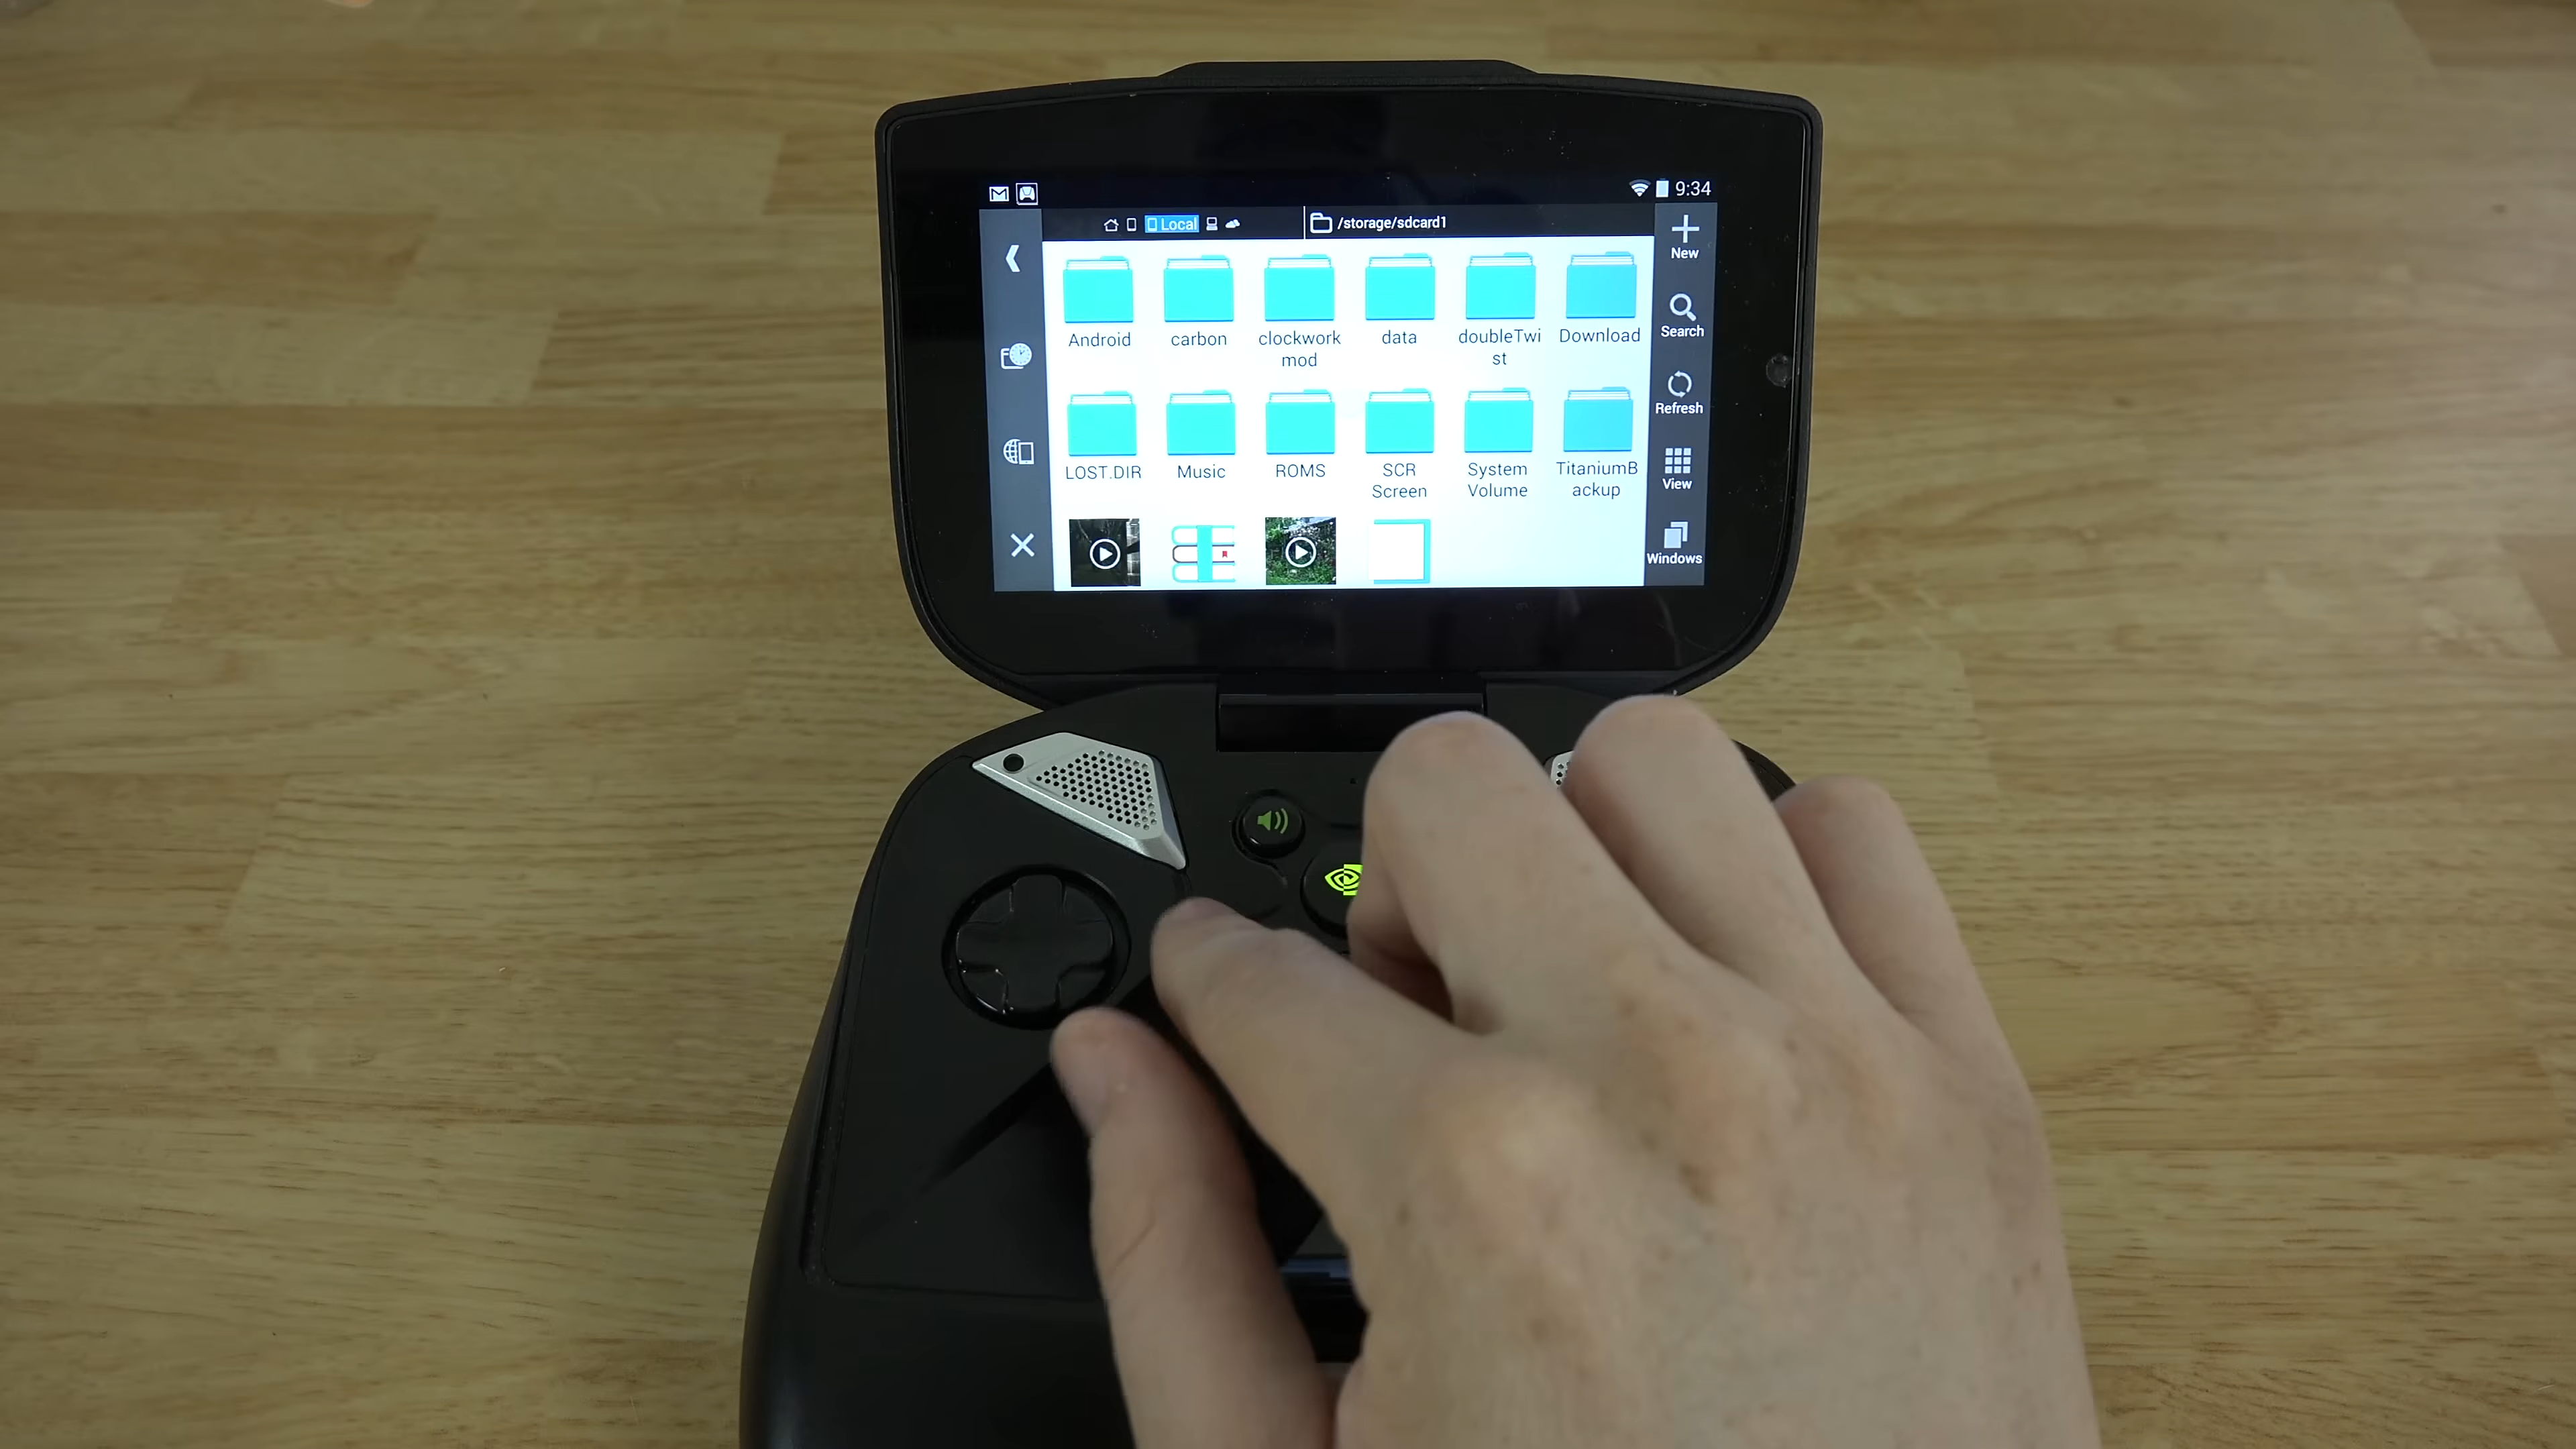 9:34
Local
/storage/sdcard1
New
Android
carbon
clockwork
mod
data
doubleTwi
st
Download
Search
Refresh
LOST.DIR
Music
ROMS
SCR
Screen
System
Volume
TitaniumB
ackup
View
Windows